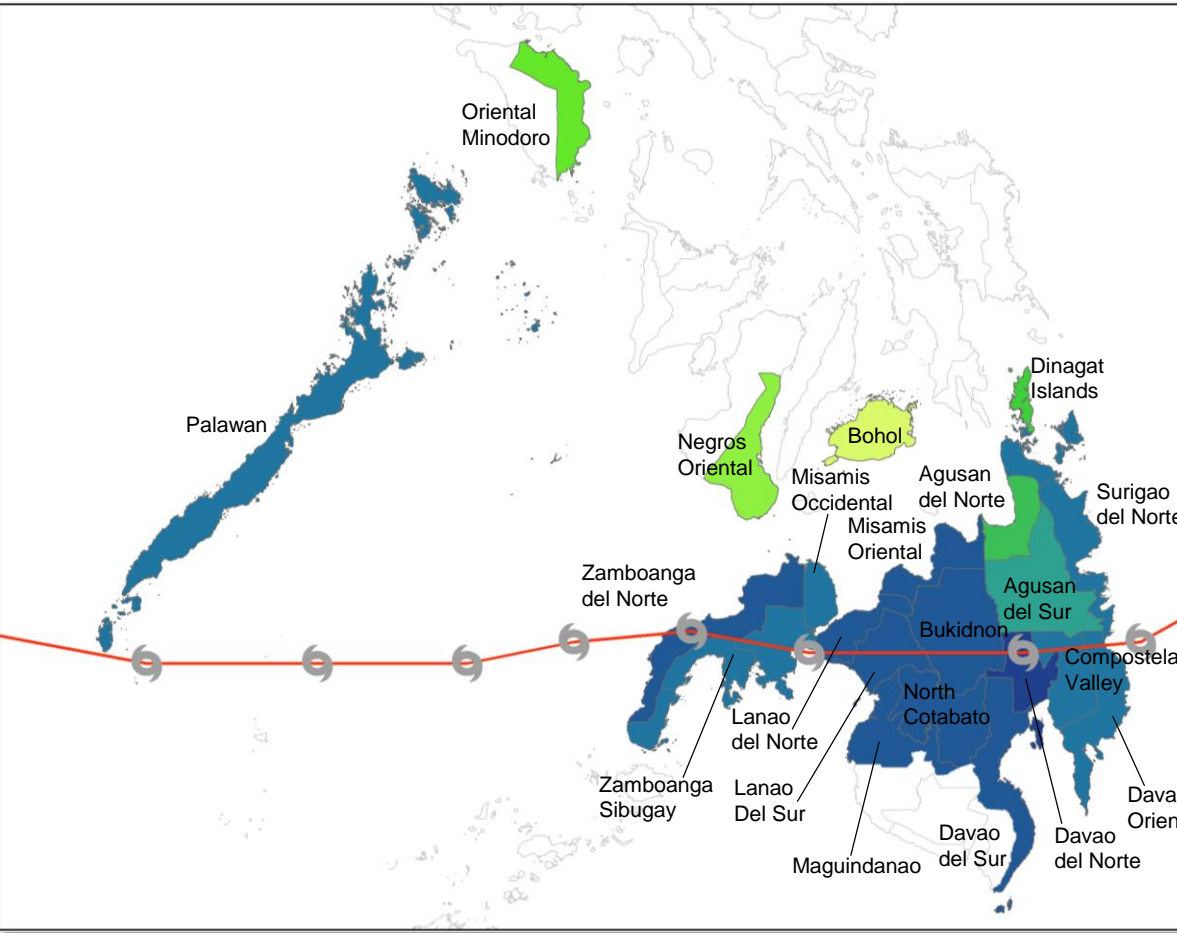 Oriental
Minodoro
Palawan
Dinagat
Islands
Negros
Oriental
Bohol
Misamis
Occidental
Agusan
del Norte
Surigao
del Norte
Misamis
Oriental
Zamboanga
del Norte
Agusan
del Sur
Bukidnon
Compostela
Valley
North
Cotabato
Lanao
del Norte
Zamboanga
Sibugay
Lanao
Del Sur
Maguindanao
Davao
del Sur
Davao
del Norte
Dava
Orien